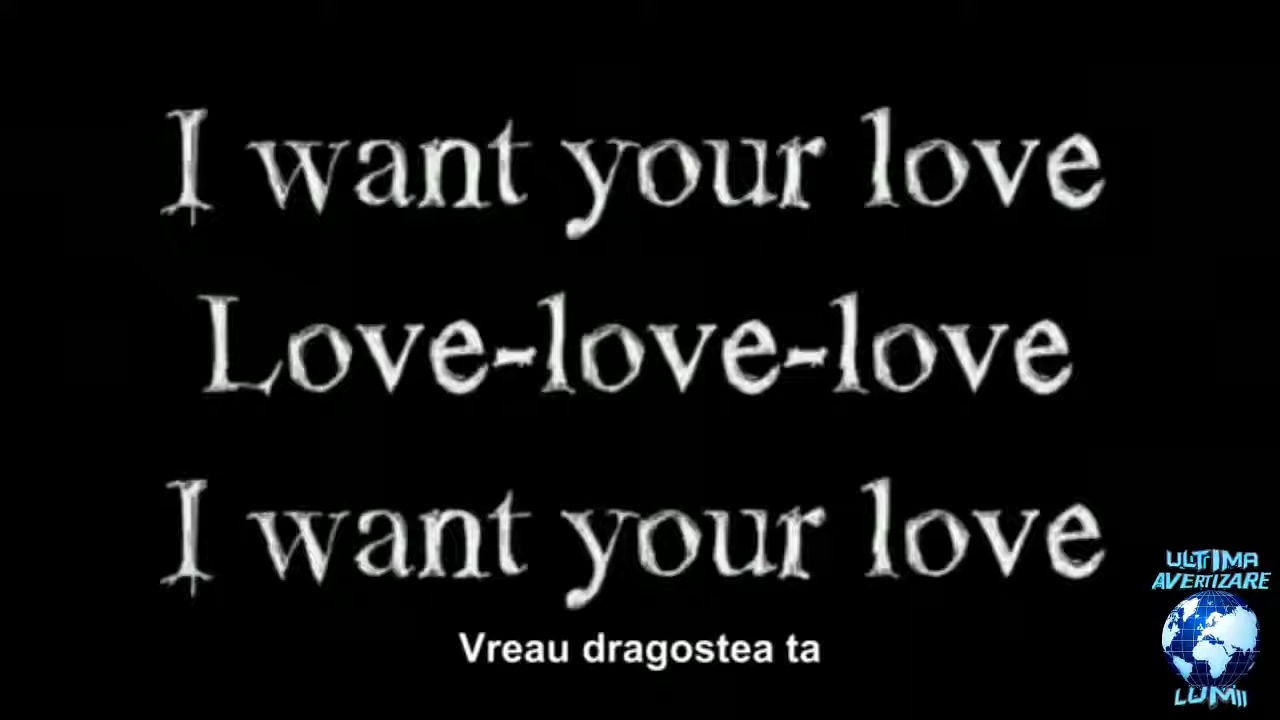 I want your love
Love-love-love
I want your love
Vreau dragostea ta
ULTIMA
AVERTIZARE
LUMII